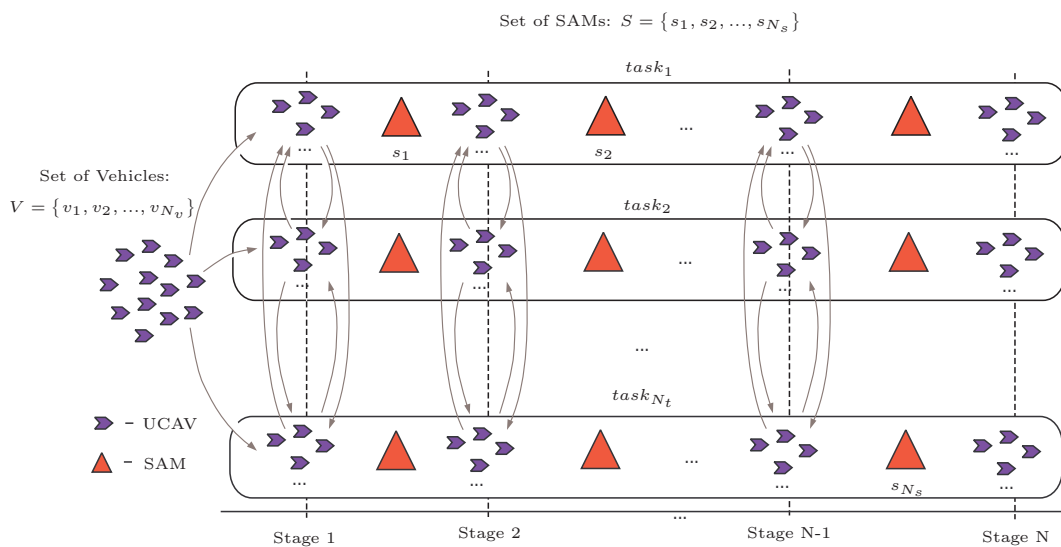 Set of SAMs: $S = \{s_1, s_2, ..., s_{N_s}\}$
$task_1$
... ... ... ...
$s_1$ $s_2$ ...
Set of Vehicles:
$V = \{v_1, v_2, ..., v_{N_v}\}$
$task_2$
... ... ... ... ...
...
$task_{N_t}$
– UCAV
– SAM
... ... ... ... ...
$s_{N_s}$
Stage 1 Stage 2 ... Stage N-1 Stage N